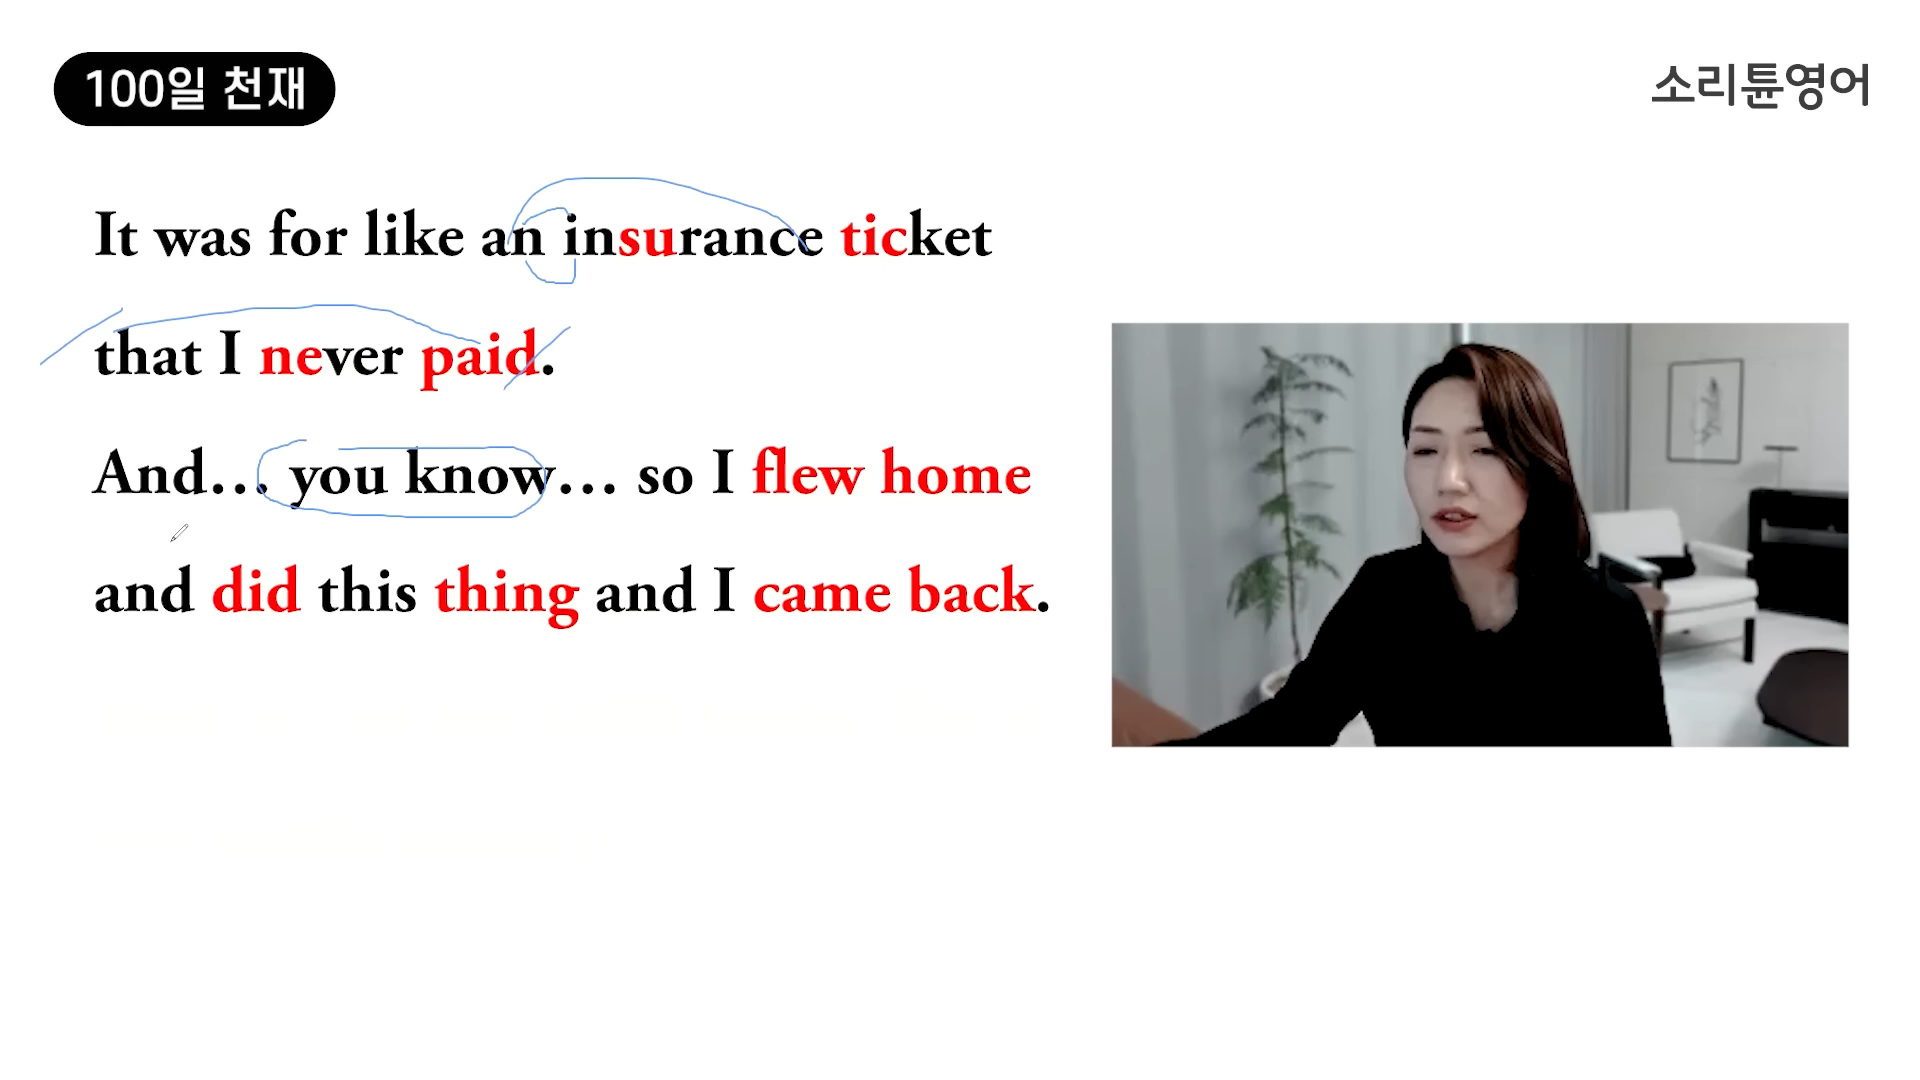 100일 천재
소리튠영어
It was for like an insurance ticket
that I never paid.
And… you know… so I flew home
and did this thing and I came back.